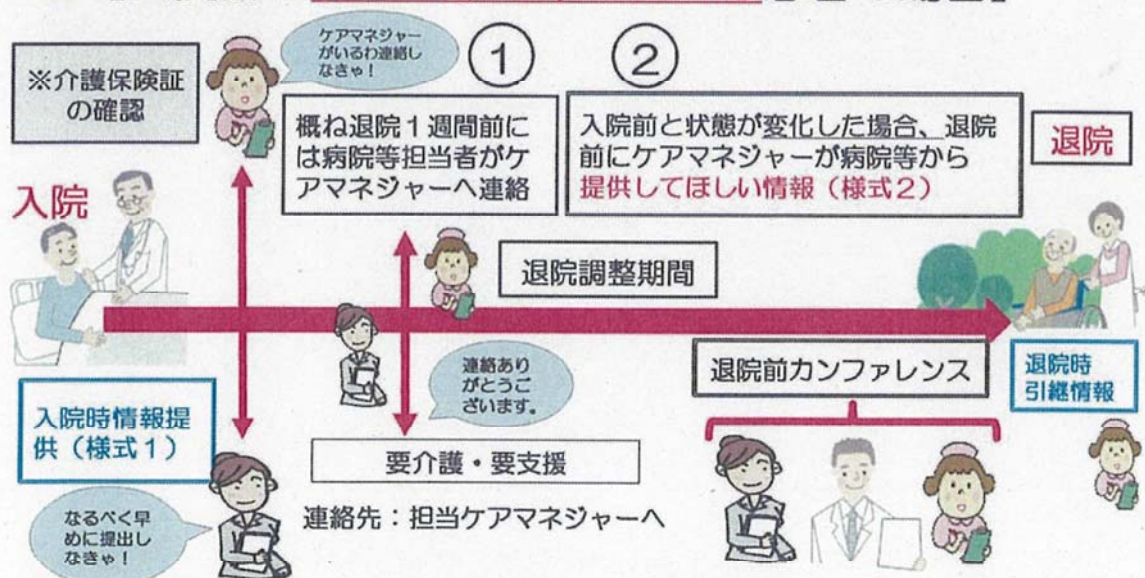 ケアマネジャー
がいるわ連絡し
なきゃ！
①
②
※介護保険証
の確認
概ね退院１週間前に
は病院等担当者がケ
アマネジャーへ連絡
入院前と状態が変化した場合、退院
前にケアマネジャーが病院等から
提供してほしい情報（様式２）
退院
入院
退院調整期間
入院時情報提
供（様式１）
連絡あり
がとうご
ざいます。
退院前カンファレンス
退院時
引継情報
要介護・要支援
連絡先：担当ケアマネジャーへ
なるべく早
めに提出し
なきゃ！